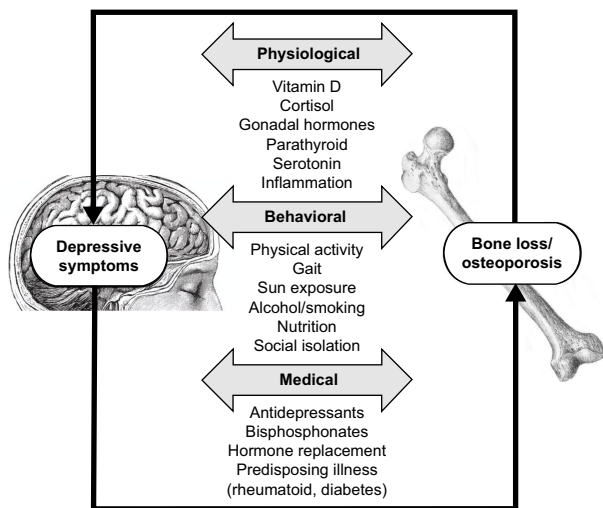 Physiological
Vitamin D
Cortisol
Gonadal hormones
Parathyroid
Serotonin
Inflammation
Depressive
symptoms
Behavioral
Physical activity
Gait
Sun exposure
Alcohol/smoking
Nutrition
Social isolation
Bone loss/
osteoporosis
Medical
Antidepressants
Bisphosphonates
Hormone replacement
Predisposing illness
(rheumatoid, diabetes)